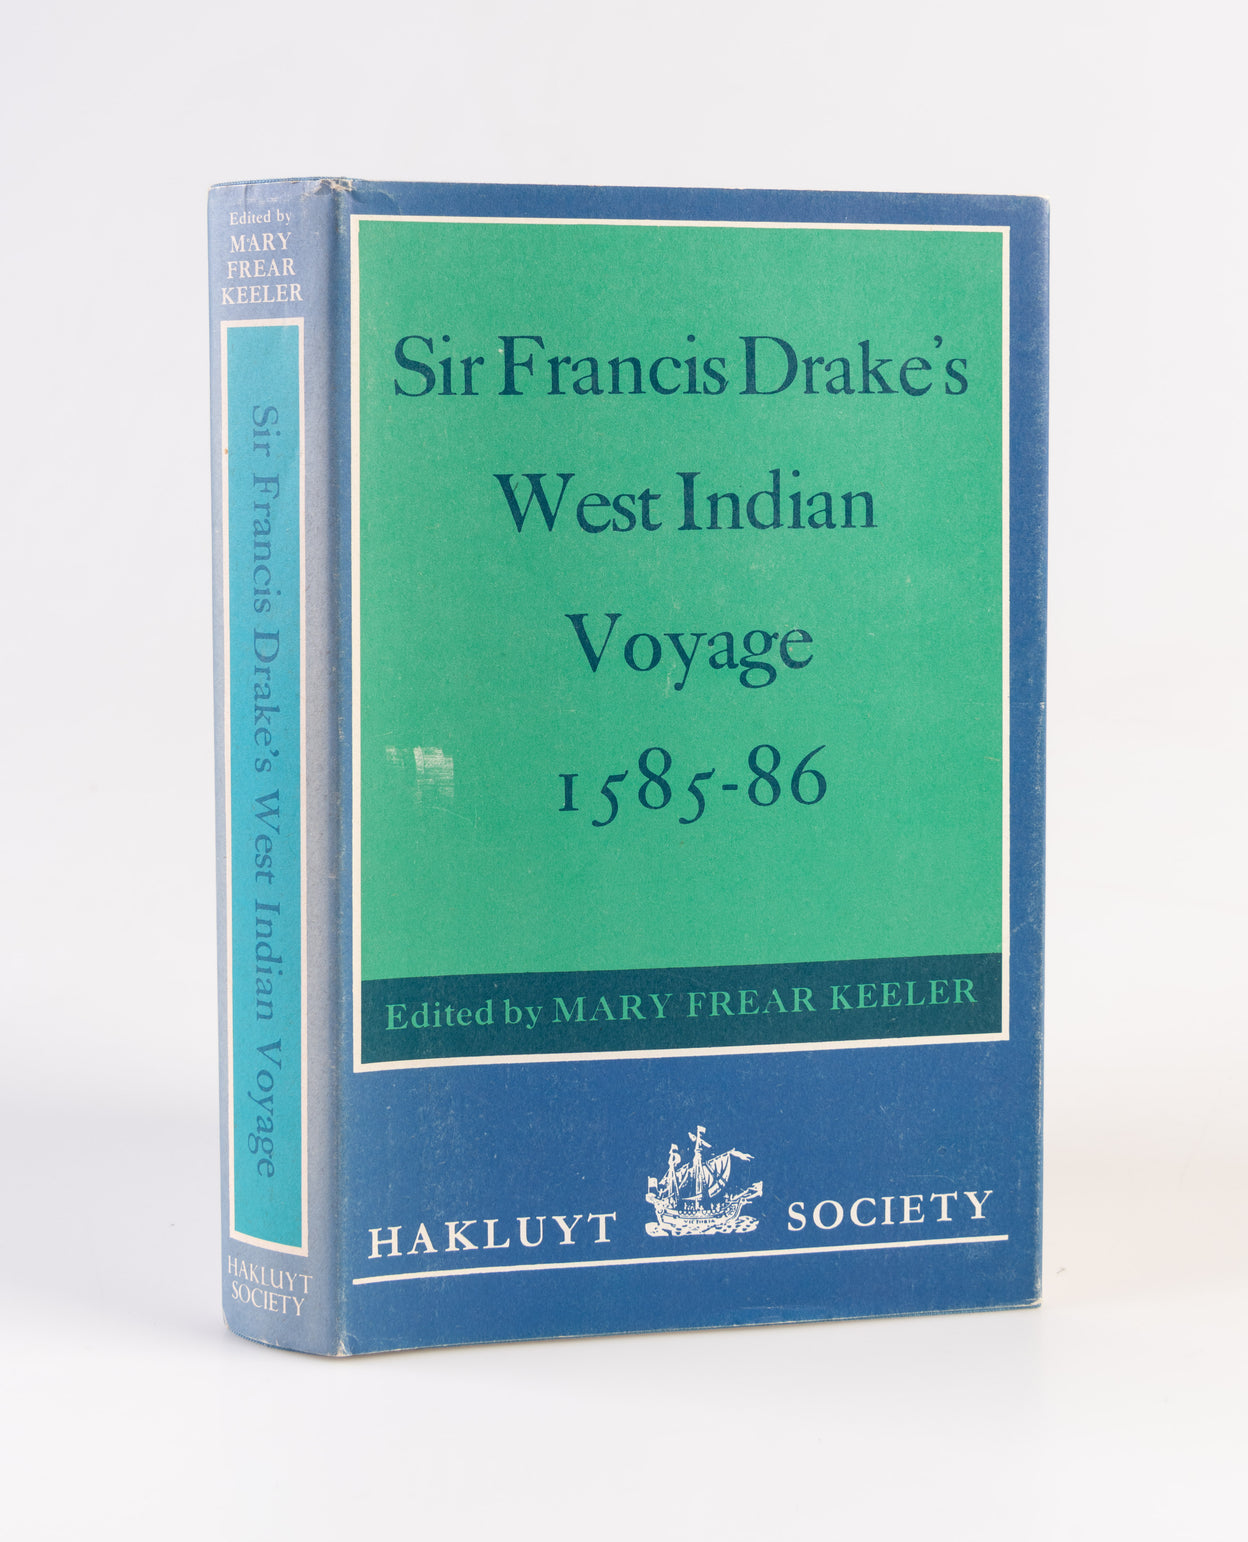 Edited by
MARY
FREAR
KEELER
Sir Francis Drake's West Indian Voyage
HAKLUYT
SOCIETY
Sir Francis Drake's
West Indian
Voyage
1585-86
Edited by MARY FREAR KEELER
HAKLUYT SOCIETY
VICTORIA